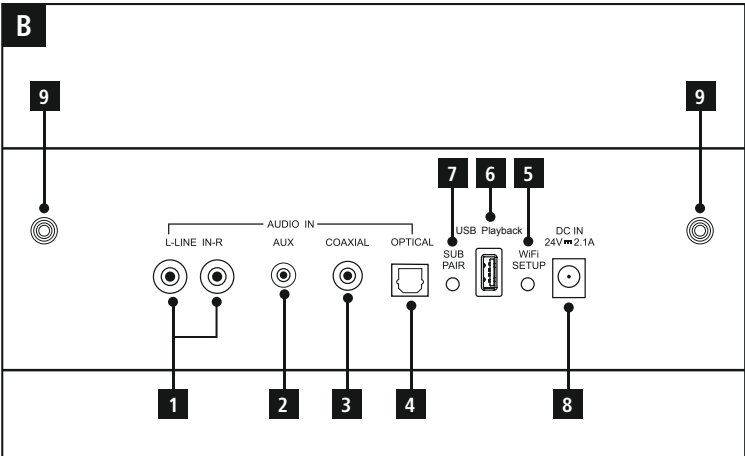 B
9
9
7
6
5
AUDIO IN
USB Playback
DC IN
L-LINE IN-R
AUX
COAXIAL
OPTICAL
24V⎓2.1A
SUB
PAIR
WiFi
SETUP
1
2
3
4
8